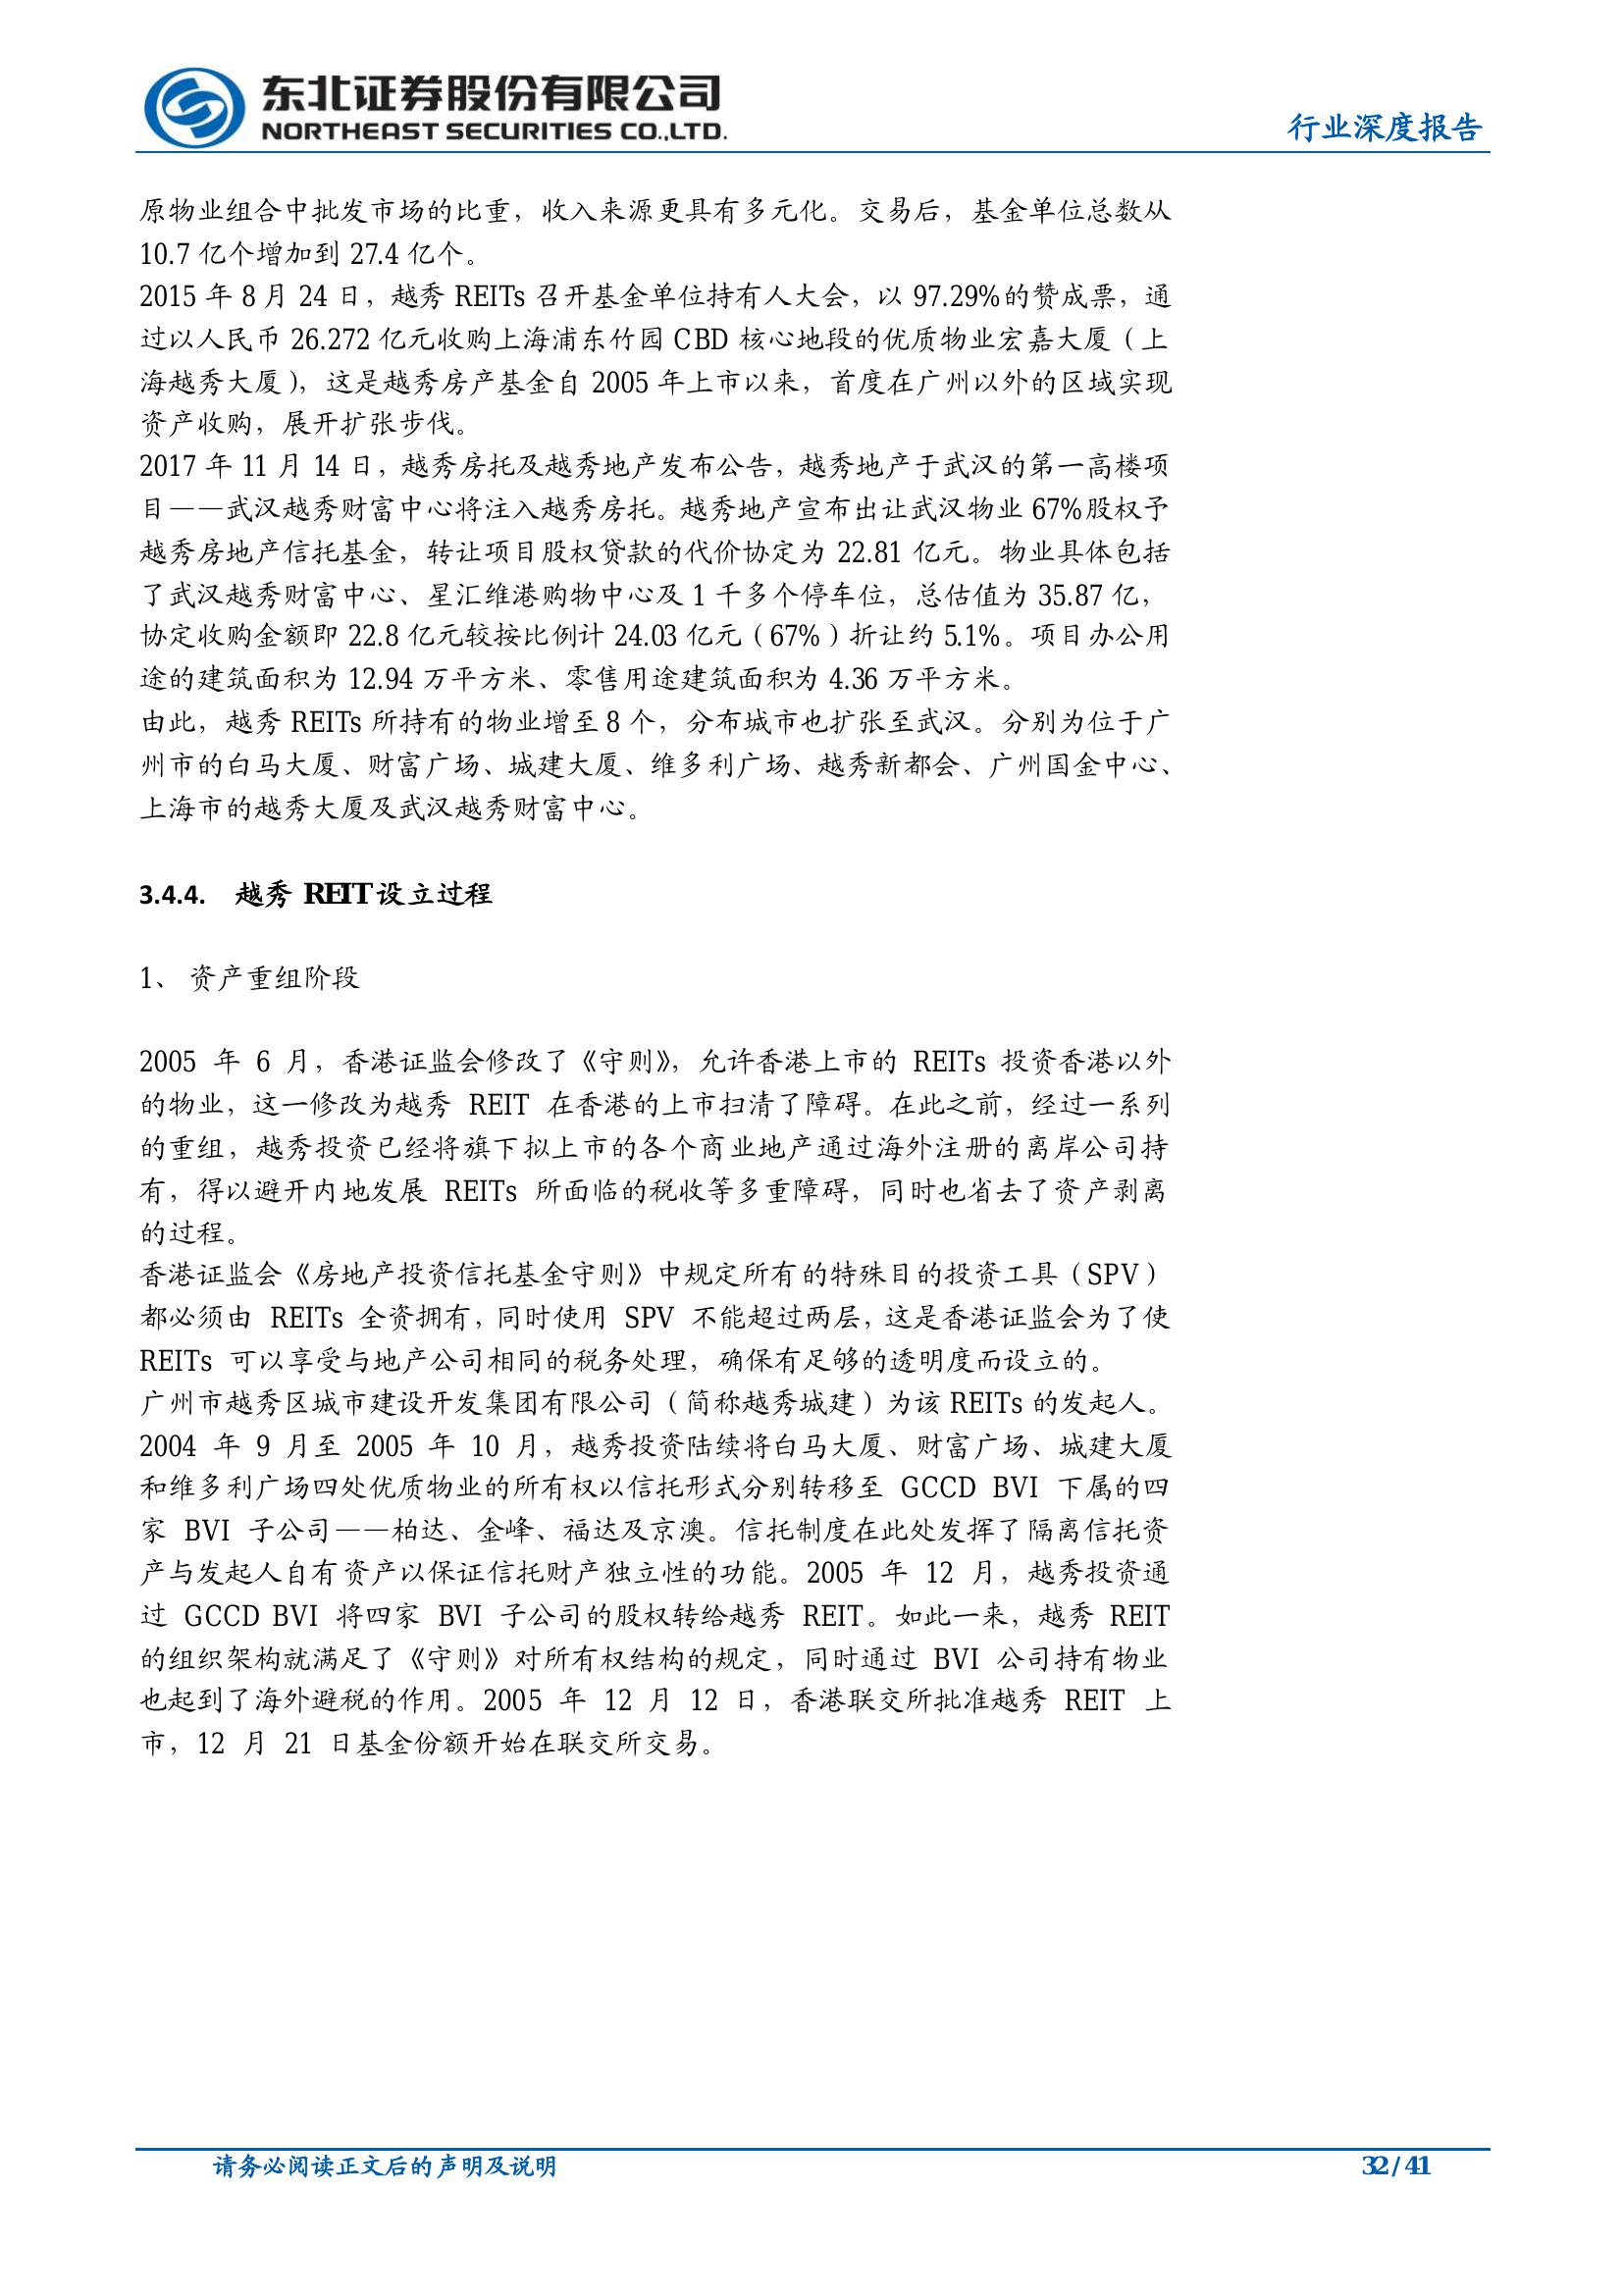 东北证券股份有限公司
NORTHEAST SECURITIES CO.,LTD.
行业深度报告
原物业组合中批发市场的比重，收入来源更具有多元化。交易后，基金单位总数从
10.7 亿个增加到 27.4 亿个。
2015 年 8 月 24 日，越秀 REITs 召开基金单位持有人大会，以 97.29%的赞成票，通
过以人民币 26.272 亿元收购上海浦东竹园 CBD 核心地段的优质物业宏嘉大厦（上
海越秀大厦），这是越秀房产基金自 2005 年上市以来，首度在广州以外的区域实现
资产收购，展开扩张步伐。
2017 年 11 月 14 日，越秀房托及越秀地产发布公告，越秀地产于武汉的第一高楼项
目——武汉越秀财富中心将注入越秀房托。越秀地产宣布出让武汉物业 67%股权予
越秀房地产信托基金，转让项目股权贷款的代价协定为 22.81 亿元。物业具体包括
了武汉越秀财富中心、星汇维港购物中心及 1 千多个停车位，总估值为 35.87 亿，
协定收购金额即 22.8 亿元较按比例计 24.03 亿元（67%）折让约 5.1%。项目办公用
途的建筑面积为 12.94 万平方米、零售用途建筑面积为 4.36 万平方米。
由此，越秀 REITs 所持有的物业增至 8 个，分布城市也扩张至武汉。分别为位于广
州市的白马大厦、财富广场、城建大厦、维多利广场、越秀新都会、广州国金中心、
上海市的越秀大厦及武汉越秀财富中心。
3.4.4. 越秀 REIT 设立过程
1、 资产重组阶段
2005 年 6 月，香港证监会修改了《守则》，允许香港上市的 REITs 投资香港以外
的物业，这一修改为越秀 REIT 在香港的上市扫清了障碍。在此之前，经过一系列
的重组，越秀投资已经将旗下拟上市的各个商业地产通过海外注册的离岸公司持
有，得以避开内地发展 REITs 所面临的税收等多重障碍，同时也省去了资产剥离
的过程。
香港证监会《房地产投资信托基金守则》中规定所有的特殊目的投资工具（SPV）
都必须由 REITs 全资拥有，同时使用 SPV 不能超过两层，这是香港证监会为了使
REITs 可以享受与地产公司相同的税务处理，确保有足够的透明度而设立的。
广州市越秀区城市建设开发集团有限公司（简称越秀城建）为该 REITs 的发起人。
2004 年 9 月至 2005 年 10 月，越秀投资陆续将白马大厦、财富广场、城建大厦
和维多利广场四处优质物业的所有权以信托形式分别转移至 GCCD BVI 下属的四
家 BVI 子公司——柏达、金峰、福达及京澳。信托制度在此处发挥了隔离信托资
产与发起人自有资产以保证信托财产独立性的功能。2005 年 12 月，越秀投资通
过 GCCD BVI 将四家 BVI 子公司的股权转给越秀 REIT。如此一来，越秀 REIT
的组织架构就满足了《守则》对所有权结构的规定，同时通过 BVI 公司持有物业
也起到了海外避税的作用。2005 年 12 月 12 日，香港联交所批准越秀 REIT 上
市，12 月 21 日基金份额开始在联交所交易。
请务必阅读正文后的声明及说明
32 / 41